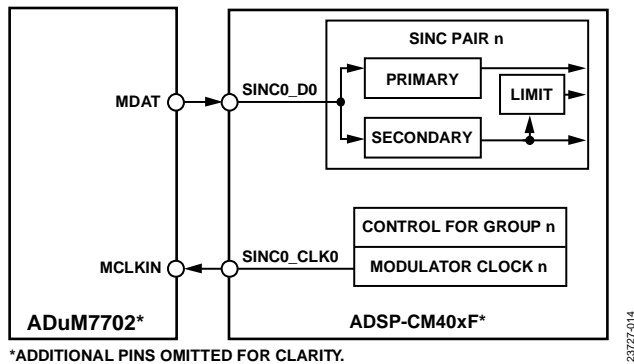 SINC PAIR n
PRIMARY
LIMIT
SECONDARY
MDAT
SINC0_D0
CONTROL FOR GROUP n
MODULATOR CLOCK n
MCLKIN
SINC0_CLK0
ADuM7702*
ADSP-CM40xF*
*ADDITIONAL PINS OMITTED FOR CLARITY.
23727-014